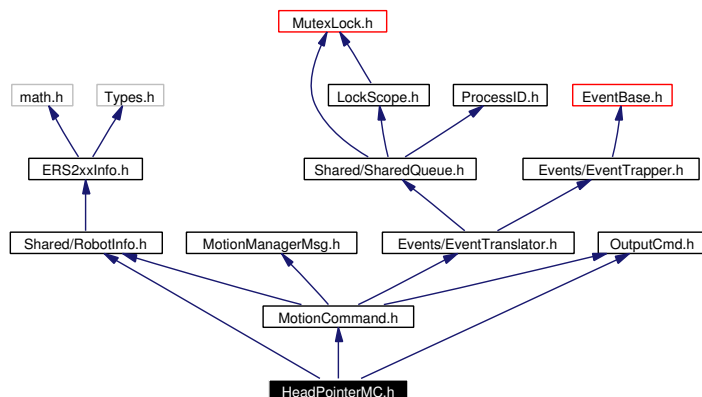 MutexLock.h
math.h
Types.h
LockScope.h
ProcessID.h
EventBase.h
ERS2xxInfo.h
Shared/SharedQueue.h
Events/EventTrapper.h
Shared/RobotInfo.h
MotionManagerMsg.h
Events/EventTranslator.h
OutputCmd.h
MotionCommand.h
HeadPointerMC.h